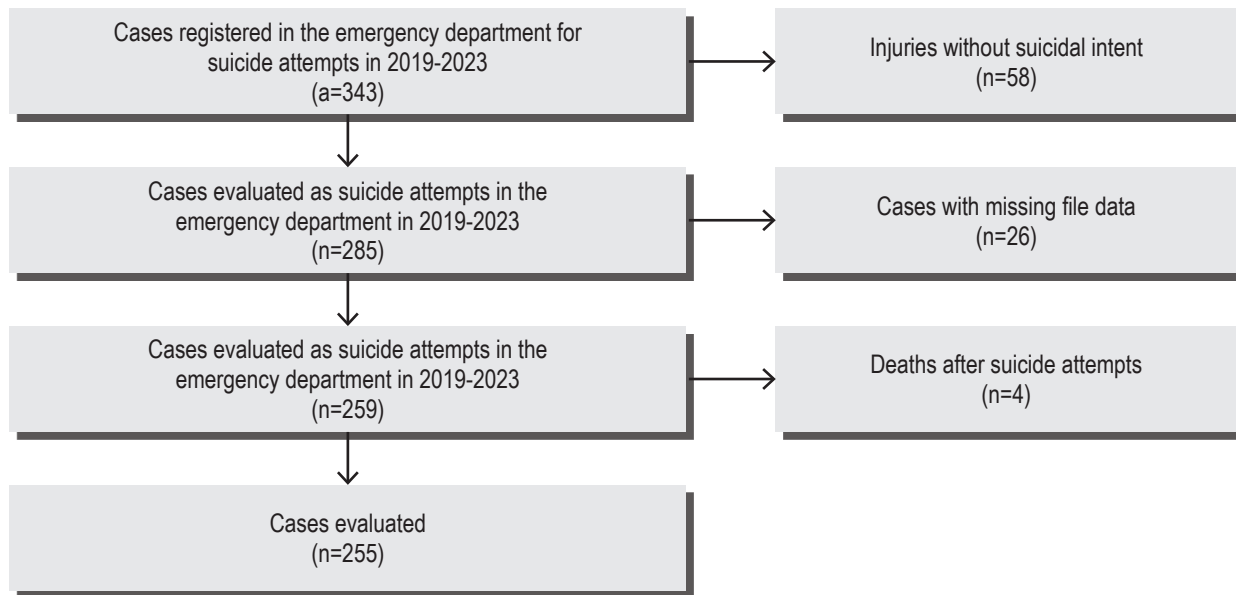 Cases registered in the emergency department for
suicide attempts in 2019-2023
(a=343)
Injuries without suicidal intent
(n=58)
Cases evaluated as suicide attempts in the
emergency department in 2019-2023
(n=285)
Cases with missing file data
(n=26)
Cases evaluated as suicide attempts in the
emergency department in 2019-2023
(n=259)
Deaths after suicide attempts
(n=4)
Cases evaluated
(n=255)